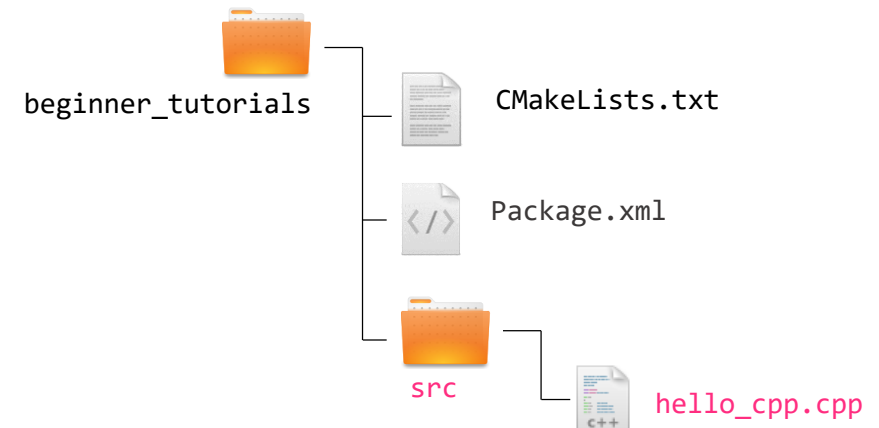 beginner_tutorials
CMakeLists.txt
</>
Package.xml
src
hello_cpp.cpp
c++